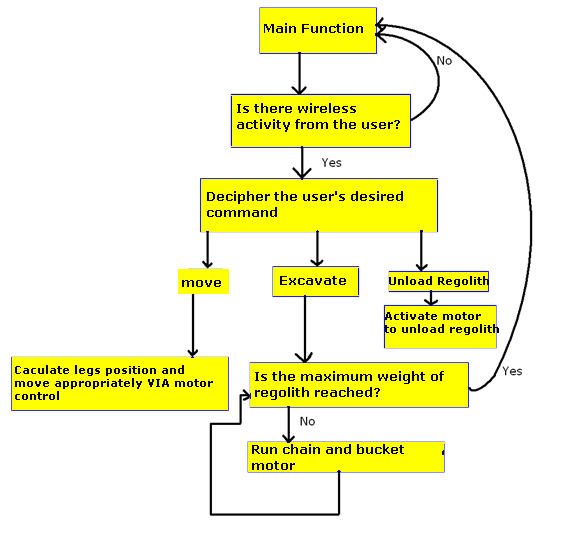 Main Function
No
Is there wireless
activity from the user?
Yes
Decipher the user's desired
command
move
Excavate
Unload Regolith
Activate motor
to unload regolith
Caculate legs position and
move appropriately VIA motor
control
Is the maximum weight of
regolith reached?
Yes
No
Run chain and bucket
motor